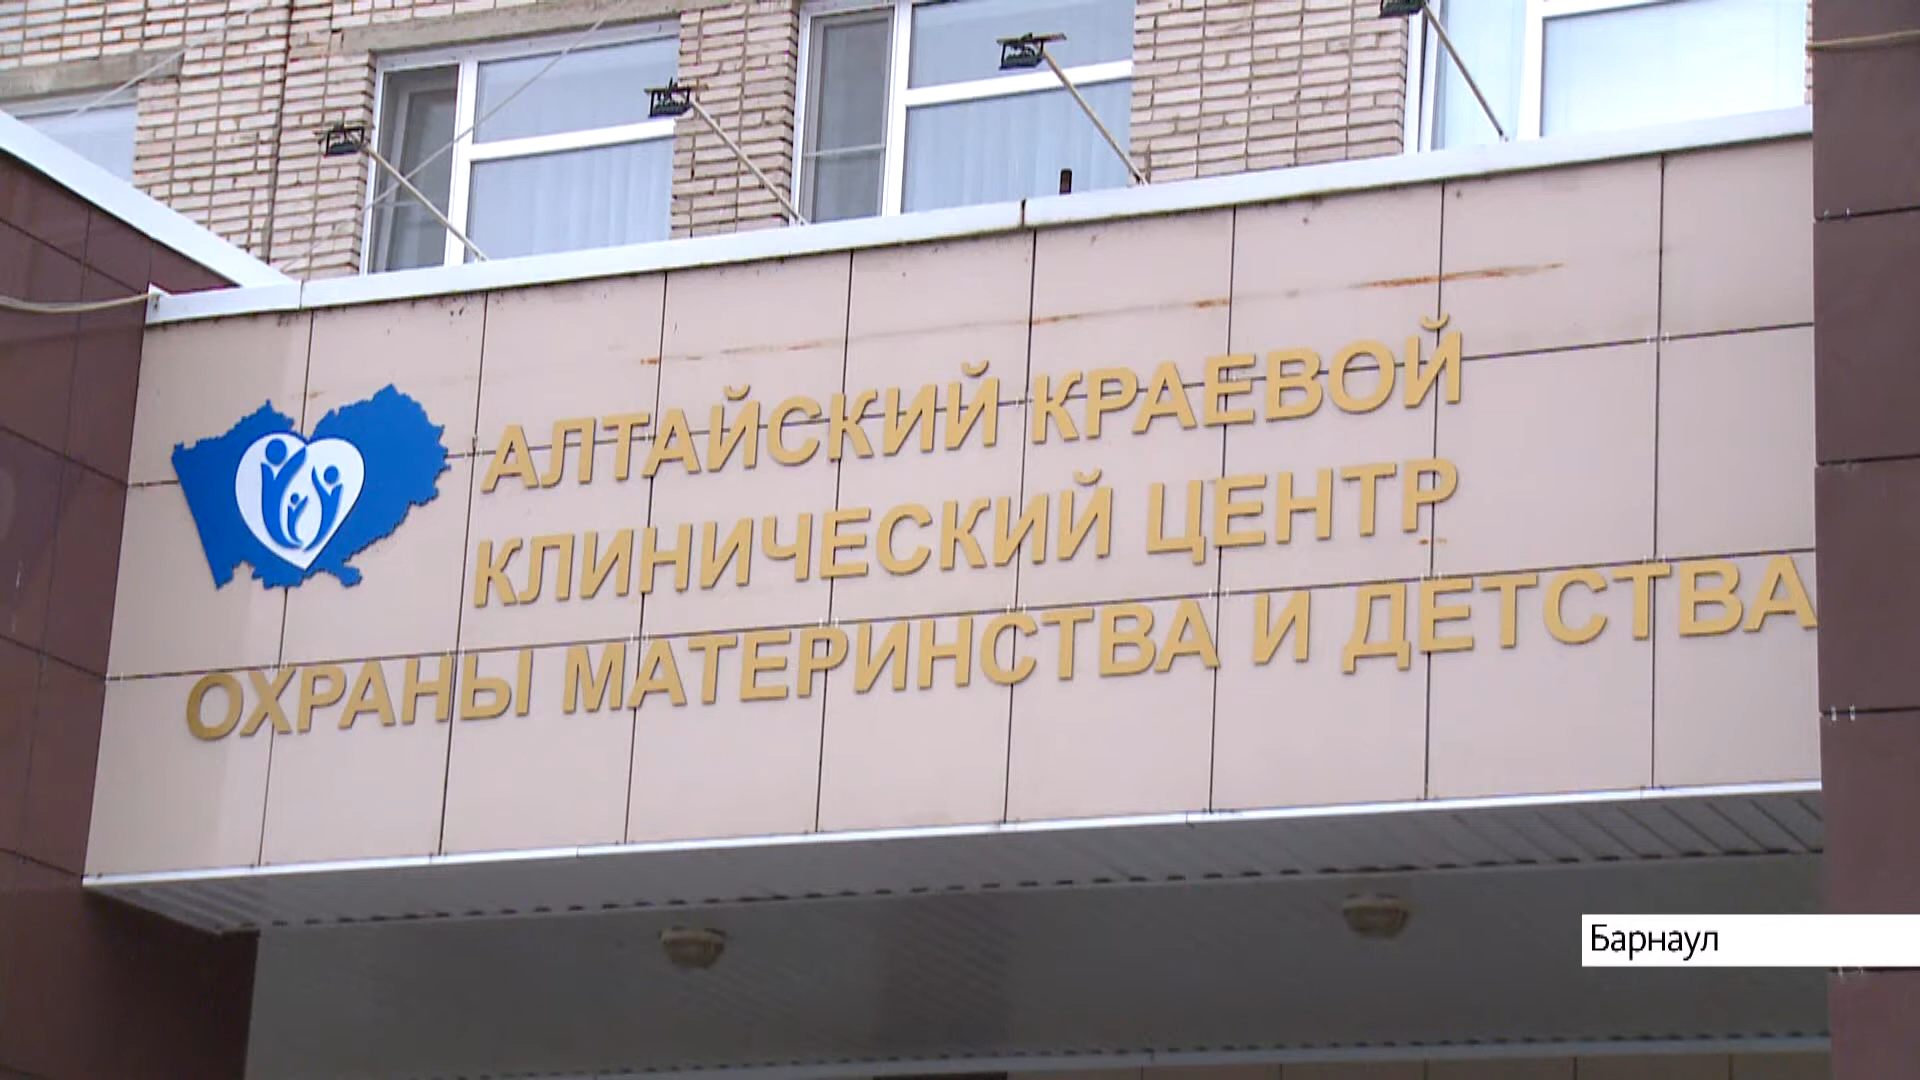 АЛТАЙСКИЙ КРАЕВОЙ
КЛИНИЧЕСКИЙ ЦЕНТР
ОХРАНЫ МАТЕРИНСТВА И ДЕТСТВА
Барнаул